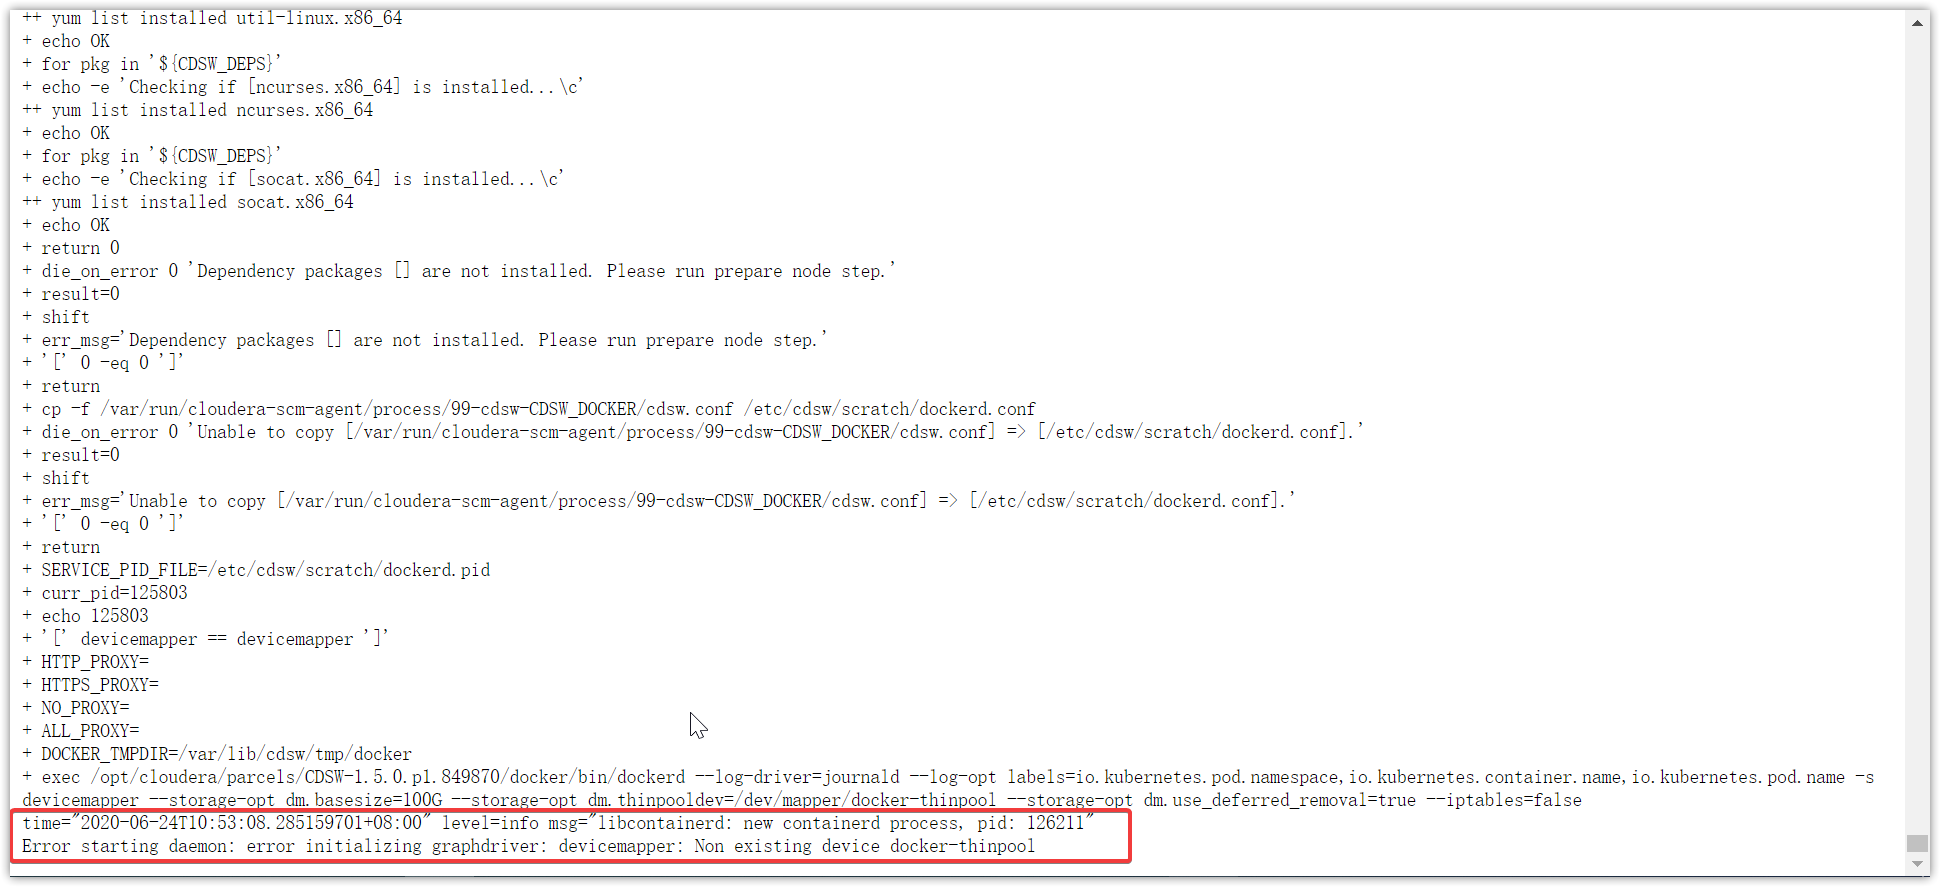 ++ yum list installed util-linux.x86_64
+ echo OK
+ for pkg in '${CDSW_DEPS}'
+ echo -e 'Checking if [ncurses.x86_64] is installed...\c'
++ yum list installed ncurses.x86_64
+ echo OK
+ for pkg in '${CDSW_DEPS}'
+ echo -e 'Checking if [socat.x86_64] is installed...\c'
++ yum list installed socat.x86_64
+ echo OK
+ return 0
+ die_on_error 0 'Dependency packages [] are not installed. Please run prepare node step.'
+ result=0
+ shift
+ err_msg='Dependency packages [] are not installed. Please run prepare node step.'
+ '[' 0 -eq 0 ']'
+ return
+ cp -f /var/run/cloudera-scm-agent/process/99-cdsw-CDSW_DOCKER/cdsw.conf /etc/cdsw/scratch/dockerd.conf
+ die_on_error 0 'Unable to copy [/var/run/cloudera-scm-agent/process/99-cdsw-CDSW_DOCKER/cdsw.conf] => [/etc/cdsw/scratch/dockerd.conf].'
+ result=0
+ shift
+ err_msg='Unable to copy [/var/run/cloudera-scm-agent/process/99-cdsw-CDSW_DOCKER/cdsw.conf] => [/etc/cdsw/scratch/dockerd.conf].'
+ '[' 0 -eq 0 ']'
+ return
+ SERVICE_PID_FILE=/etc/cdsw/scratch/dockerd.pid
+ curr_pid=125803
+ echo 125803
+ '[' devicemapper == devicemapper ']'
+ HTTP_PROXY=
+ HTTPS_PROXY=
+ NO_PROXY=
+ ALL_PROXY=
+ DOCKER_TMPDIR=/var/lib/cdsw/tmp/docker
+ exec /opt/cloudera/parcels/CDSW-1.5.0.p1.849870/docker/bin/dockerd --log-driver=journald --log-opt labels=io.kubernetes.pod.namespace,io.kubernetes.container.name,io.kubernetes.pod.name -s
devicemapper --storage-opt dm.basesize=100G --storage-opt dm.thinpooldev=/dev/mapper/docker-thinpool --storage-opt dm.use_deferred_removal=true --iptables=false
time="2020-06-24T10:53:08.285159701+08:00" level=info msg="libcontainerd: new containerd process, pid: 126211"
Error starting daemon: error initializing graphdriver: devicemapper: Non existing device docker-thinpool